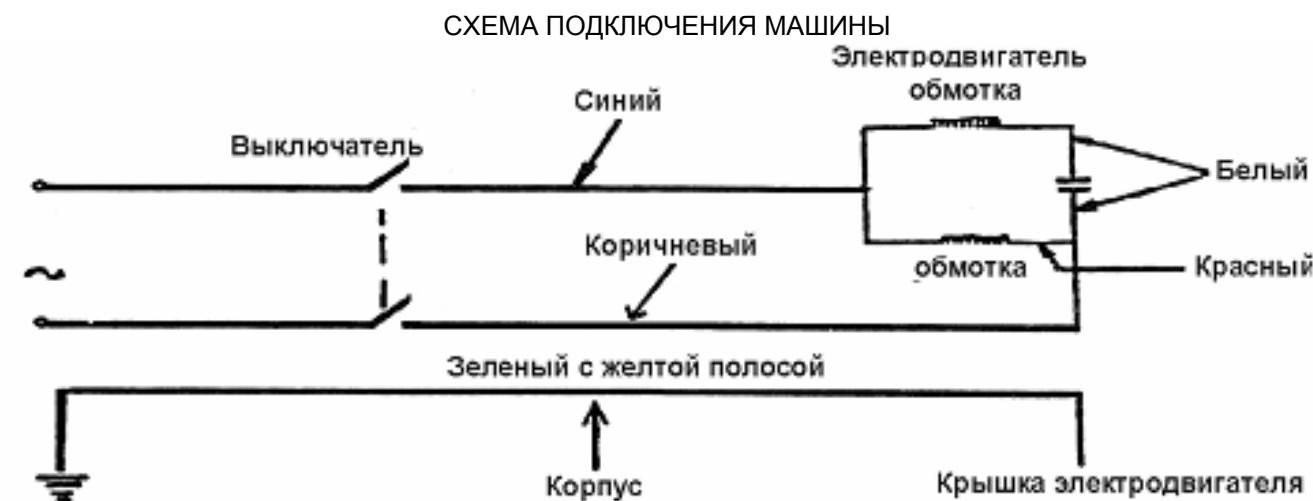 СХЕМА ПОДКЛЮЧЕНИЯ МАШИНЫ
Электродвигатель
обмотка
Синий
Выключатель
Белый
Коричневый
обмотка
Красный
~
Зеленый с желтой полосой
Корпус
Крышка электродвигателя